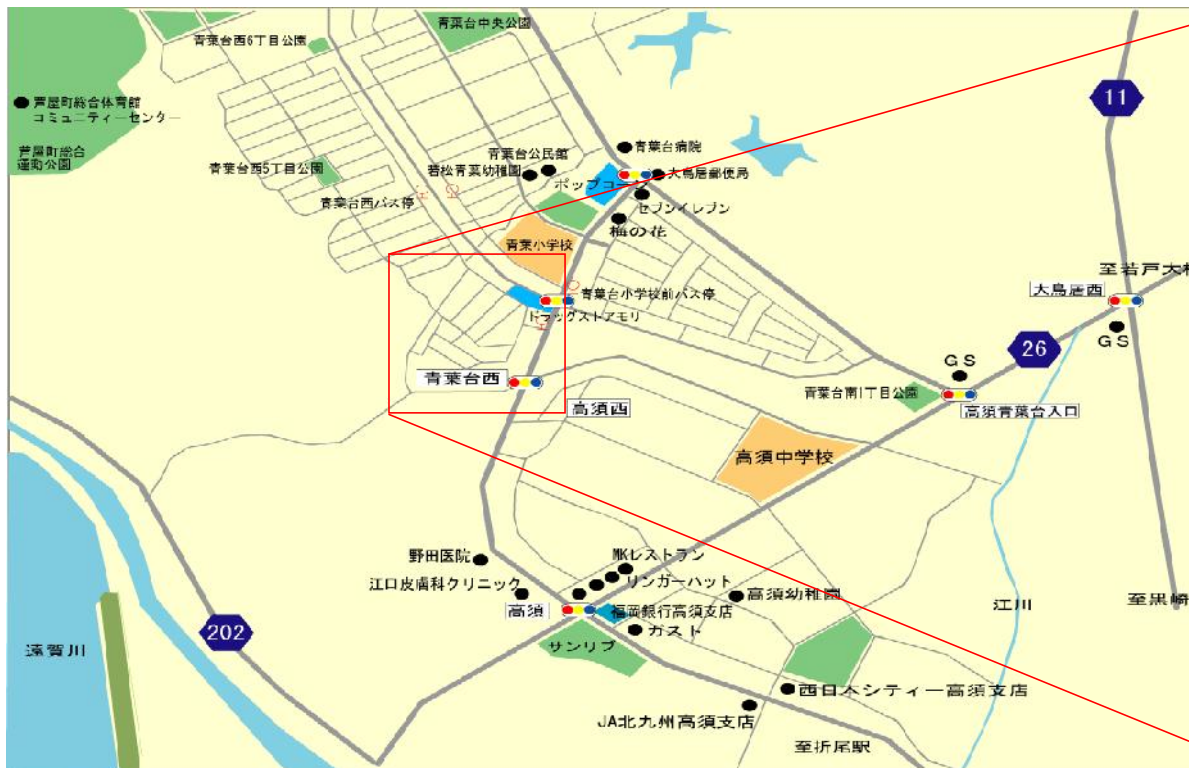 青葉台中央公園
青葉台西6丁目公園
11
芦屋町総合体育館
コミュニティーセンター
芦屋町総合
運動公園
青葉台病院
青葉台公民館
若松青葉幼稚園
大鳥居郵便局
ポップコーン
青葉台西5丁目公園
青葉台西バス停
セブンイレブン
梅の花
青葉小学校
至若戸大橋
大鳥居西
青葉台小学校前バス停
ドラッグストアモリ
GS
26
GS
青葉台西
青葉台南1丁目公園
高須西
高須青葉台入口
高須中学校
野田医院
MKレストラン
江口皮膚科クリニック
リンガーハット
高須幼稚園
高須
福岡銀行高須支店
江川
至黒崎
202
ガスト
サンリブ
遠賀川
西日本シティー高須支店
JA北九州高須支店
至折尾駅